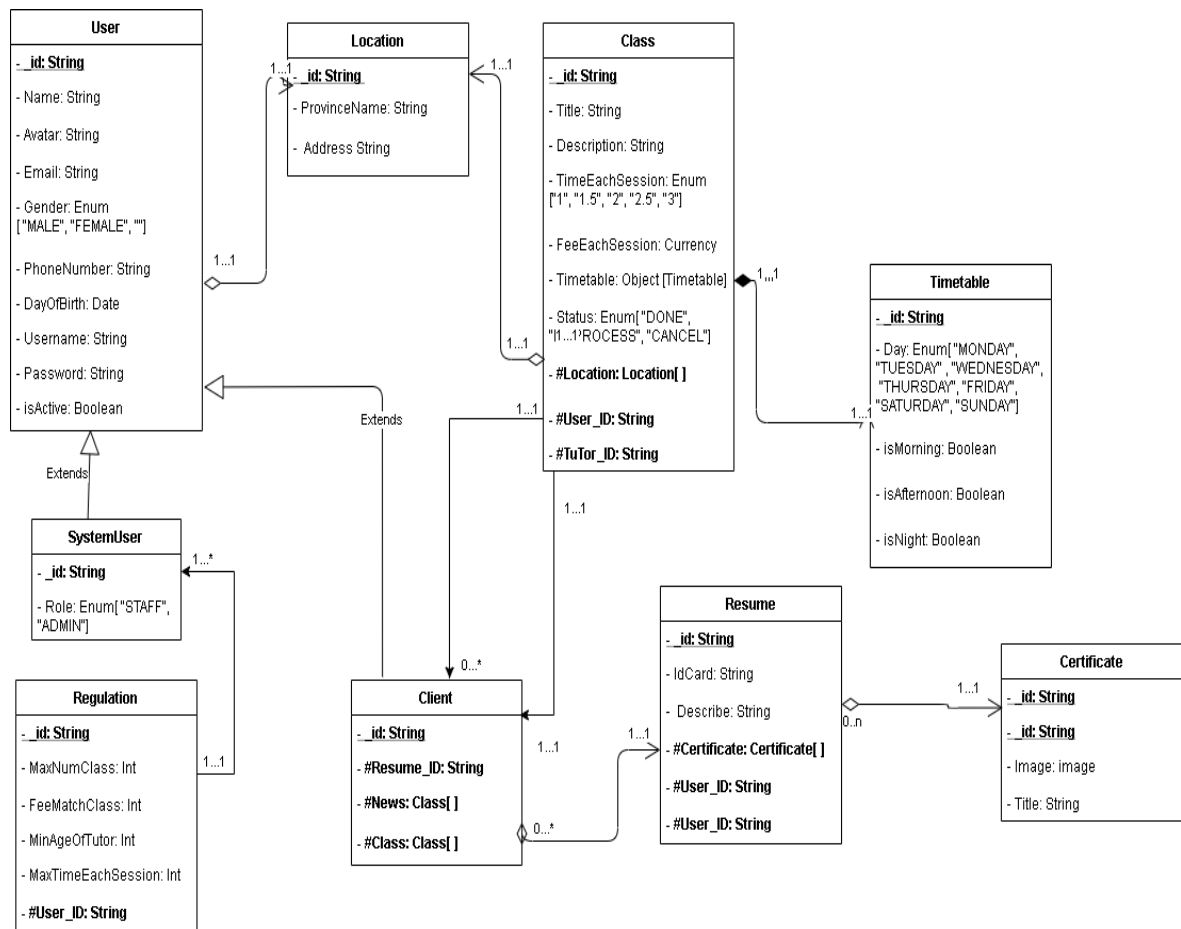 User
- _id: String
- Name: String
- Avatar: String
- Email: String
- Gender: Enum
["MALE", "FEMALE", ""]
- PhoneNumber: String
- DayOfBirth: Date
- Username: String
- Password: String
- isActive: Boolean
1...1
1...1
Location
- _id: String
- ProvinceName: String
- Address String
1...1
1...1
Class
- _id: String
- Title: String
- Description: String
- TimeEachSession: Enum
["1", "1.5", "2", "2.5", "3"]
- FeeEachSession: Currency
- Timetable: Object [Timetable]
- Status: Enum["DONE",
1...1
ROCESS", "CANCEL"]
- #Location: Location[ ]
- #User_ID: String
- #TuTor_ID: String
1...1
1...1
Timetable
- _id: String
- Day: Enum["MONDAY",
"TUESDAY" , "WEDNESDAY",
"THURSDAY", "FRIDAY",
"SATURDAY", "SUNDAY"]
- isMorning: Boolean
- isAfternoon: Boolean
- isNight: Boolean
Extends
Extends
1...1
1...1
SystemUser
- _id: String
- Role: Enum["STAFF",
"ADMIN"]
1...*
1...1
Regulation
- _id: String
- MaxNumClass: Int
- FeeMatchClass: Int
- MinAgeOfTutor: Int
- MaxTimeEachSession: Int
- #User_ID: String
0...*
1...1
Client
- _id: String
- #Resume_ID: String
- #News: Class[ ]
- #Class: Class[ ]
0...*
1...1
Resume
- _id: String
- IdCard: String
- Describe: String
- #Certificate: Certificate[ ]
- #User_ID: String
- #User_ID: String
0..n
1...1
Certificate
- _id: String
- _id: String
- Image: image
- Title: String